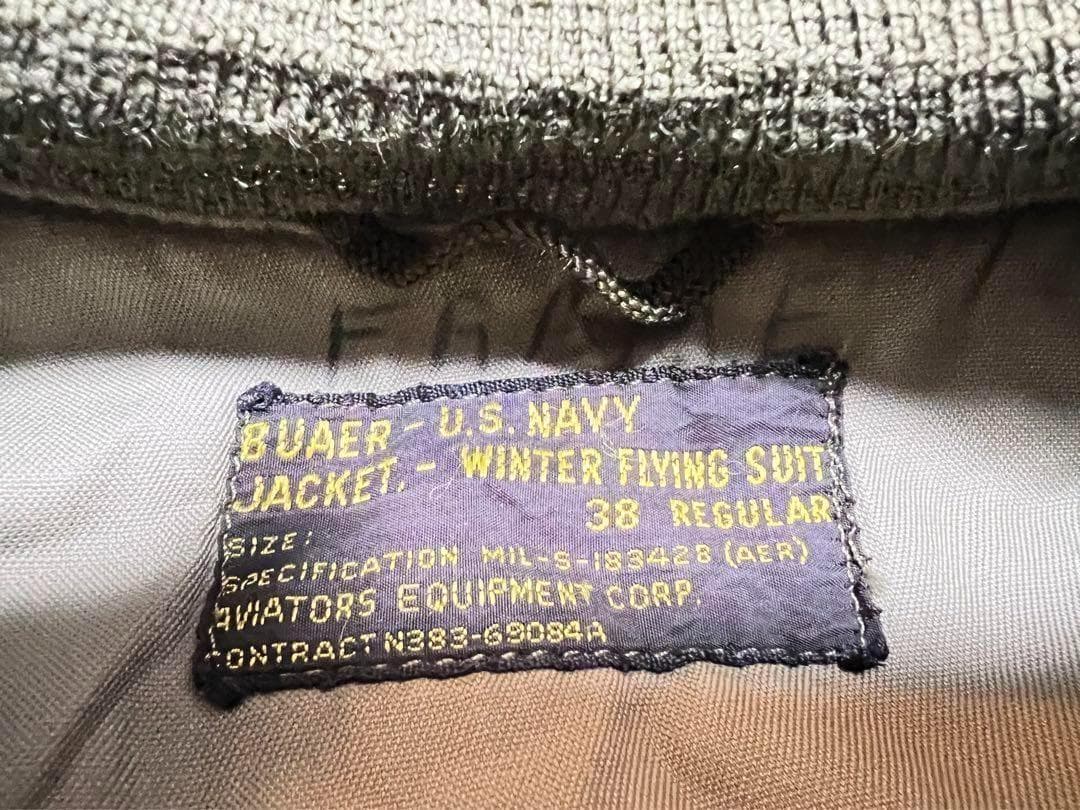 BUAER - U.S. NAVY
JACKET. - WINTER FLYING SUIT
38 REGULAR
SIZE:
SPECIFICATION MIL-S-18342B (AER)
AVIATORS EQUIPMENT CORP.
CONTRACT N383-69084A